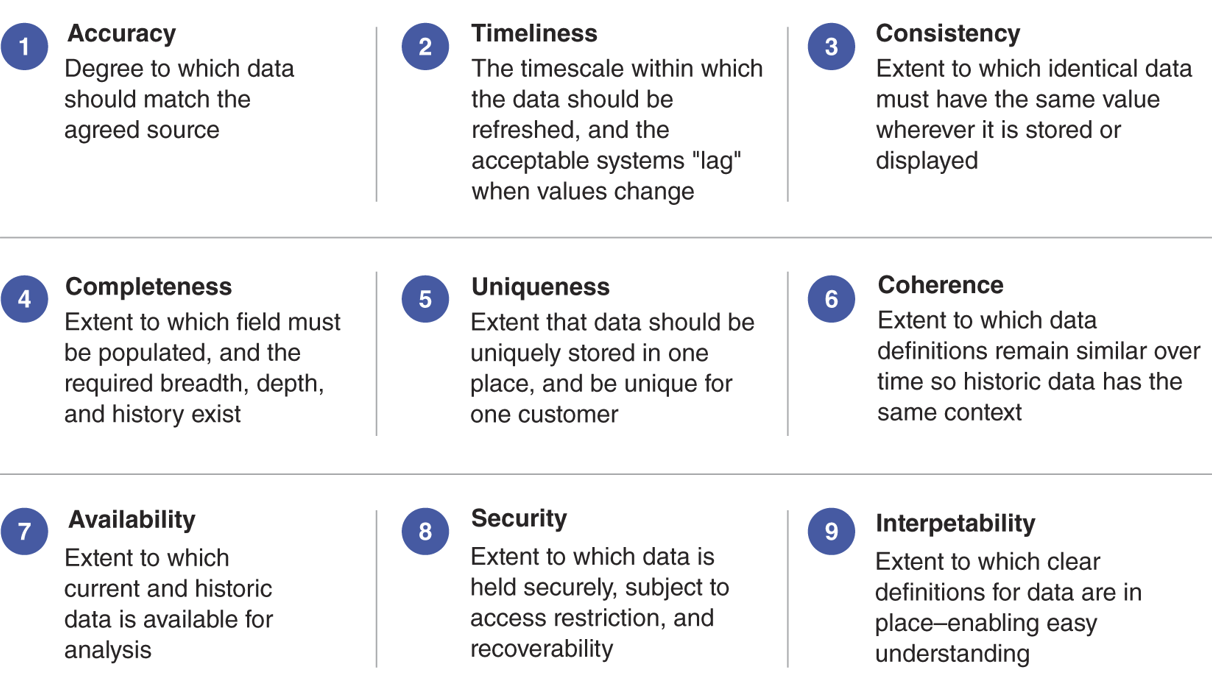 1
Accuracy
Degree to which data
should match the
agreed source
2
Timeliness
The timescale within which
the data should be
refreshed, and the
acceptable systems "lag"
when values change
3
Consistency
Extent to which identical data
must have the same value
wherever it is stored or
displayed
4
Completeness
Extent to which field must
be populated, and the
required breadth, depth,
and history exist
5
Uniqueness
Extent that data should be
uniquely stored in one
place, and be unique for
one customer
6
Coherence
Extent to which data
definitions remain similar over
time so historic data has the
same context
7
Availability
Extent to which
current and historic
data is available for
analysis
8
Security
Extent to which data is
held securely, subject to
access restriction, and
recoverability
9
Interpetability
Extent to which clear
definitions for data are in
place–enabling easy
understanding